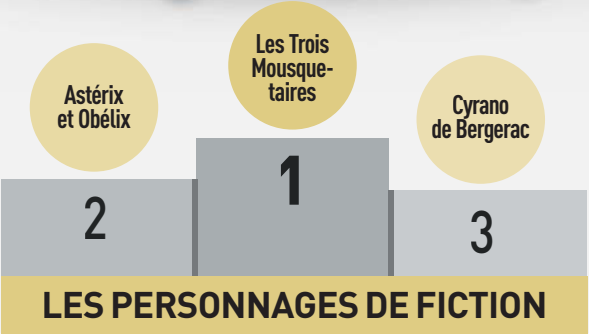 Les Trois
Mousque-
taires
Astérix
et Obélix
Cyrano
de Bergerac
1
2
3
LES PERSONNAGES DE FICTION